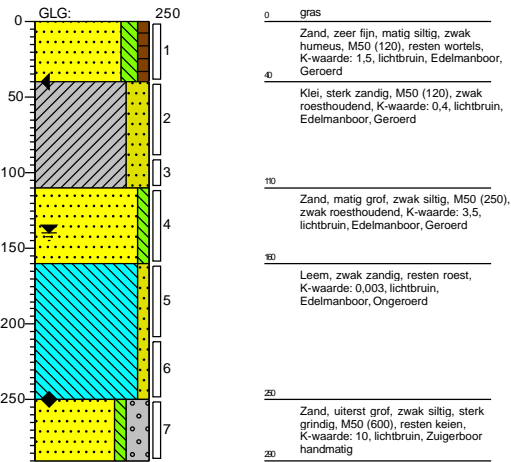 GLG: 250
0
50
100
150
200
250
1
2
3
4
5
6
7
0 gras
Zand, zeer fijn, matig siltig, zwak
humeus, M50 (120), resten wortels,
K-waarde: 1,5, lichtbruin, Edelmanboor,
Geroerd
40
Klei, sterk zandig, M50 (120), zwak
roesthoudend, K-waarde: 0,4, lichtbruin,
Edelmanboor, Geroerd
110
Zand, matig grof, zwak siltig, M50 (250),
zwak roesthoudend, K-waarde: 3,5,
lichtbruin, Edelmanboor, Geroerd
160
Leem, zwak zandig, resten roest,
K-waarde: 0,003, lichtbruin,
Edelmanboor, Ongeroerd
250
Zand, uiterst grof, zwak siltig, sterk
grindig, M50 (600), resten keien,
K-waarde: 10, lichtbruin, Zuigerboor
handmatig
290